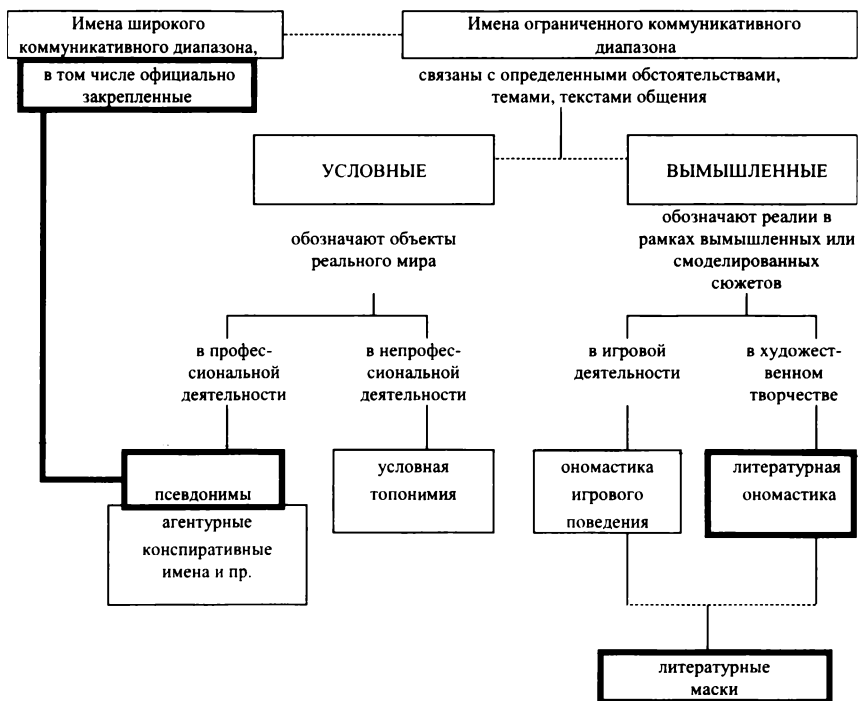 Имена широкого
коммуникативного диапазона,
в том числе официально
закрепленные
Имена ограниченного коммуникативного
диапазона
связаны с определенными обстоятельствами,
темами, текстами общения
УСЛОВНЫЕ
ВЫМЫШЛЕННЫЕ
обозначают объекты
реального мира
обозначают реалии в
рамках вымышленных или
смоделированных
сюжетов
в профес-
сиональной
деятельности
в непрофес-
сиональной
деятельности
в игровой
деятельности
в художест-
венном
творчестве
псевдонимы
агентурные
конспиративные
имена и пр.
условная
топонимия
ономастика
игрового
поведения
литературная
ономастика
литературные
маски